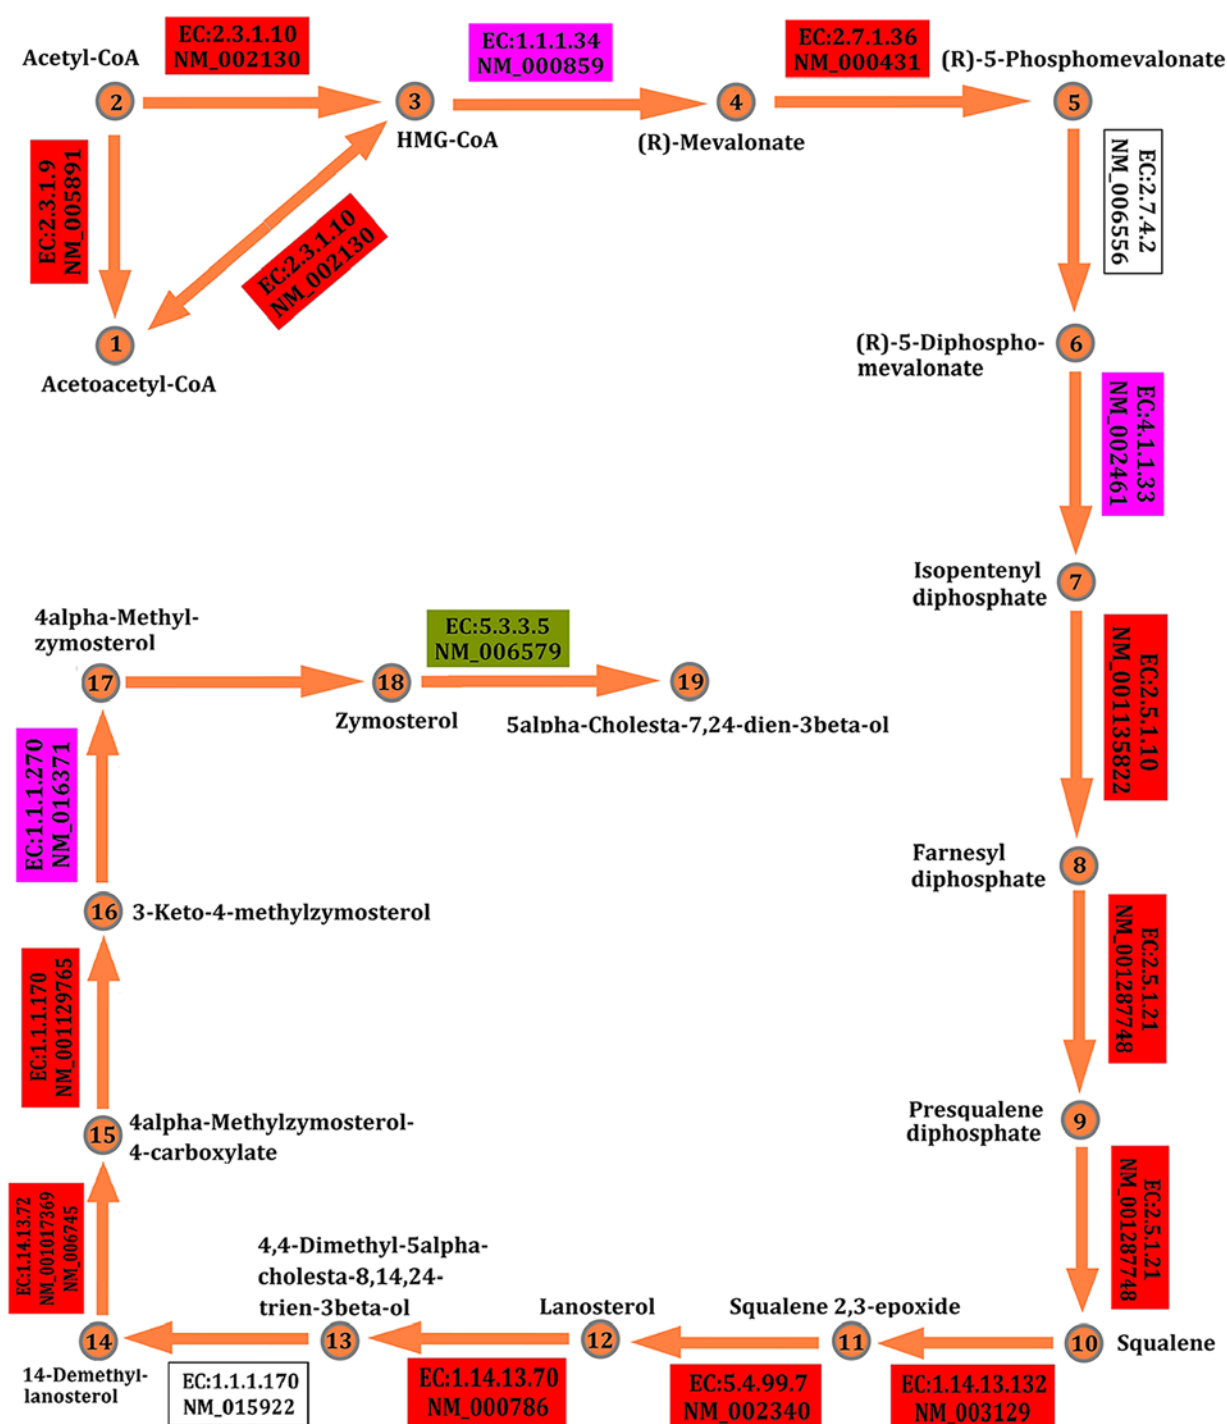 Acetyl-CoA
2
EC:2.3.1.10
NM_002130
3
HMG-CoA
EC:1.1.1.34
NM_000859
4
(R)-Mevalonate
EC:2.7.1.36
NM_000431
(R)-5-Phosphomevalonate
5
EC:2.3.1.9
NM_005891
EC:2.3.1.10
NM_002130
1
Acetoacetyl-CoA
EC:2.7.4.2
NM_006556
6
(R)-5-Diphospho-
mevalonate
EC:4.1.1.33
NM_002461
7
Isopentenyl
diphosphate
EC:2.5.1.10
NM_001135822
8
Farnesyl
diphosphate
EC:2.5.1.21
NM_001287748
9
Presqualene
diphosphate
EC:2.5.1.21
NM_001287748
10
Squalene
EC:1.14.13.132
NM_003129
11
Squalene 2,3-epoxide
EC:5.4.99.7
NM_002340
12
Lanosterol
EC:1.14.13.70
NM_000786
13
4,4-Dimethyl-5alpha-
cholesta-8,14,24-
trien-3beta-ol
EC:1.1.1.170
NM_015922
14
14-Demethyl-
lanosterol
EC:1.14.13.72
NM_001017369
NM_006745
15
4alpha-Methylzymosterol-
4-carboxylate
EC:1.1.1.170
NM_001129765
16
3-Keto-4-methylzymosterol
EC:1.1.1.270
NM_016371
17
4alpha-Methyl-
zymosterol
18
Zymosterol
EC:5.3.3.5
NM_006579
19
5alpha-Cholesta-7,24-dien-3beta-ol